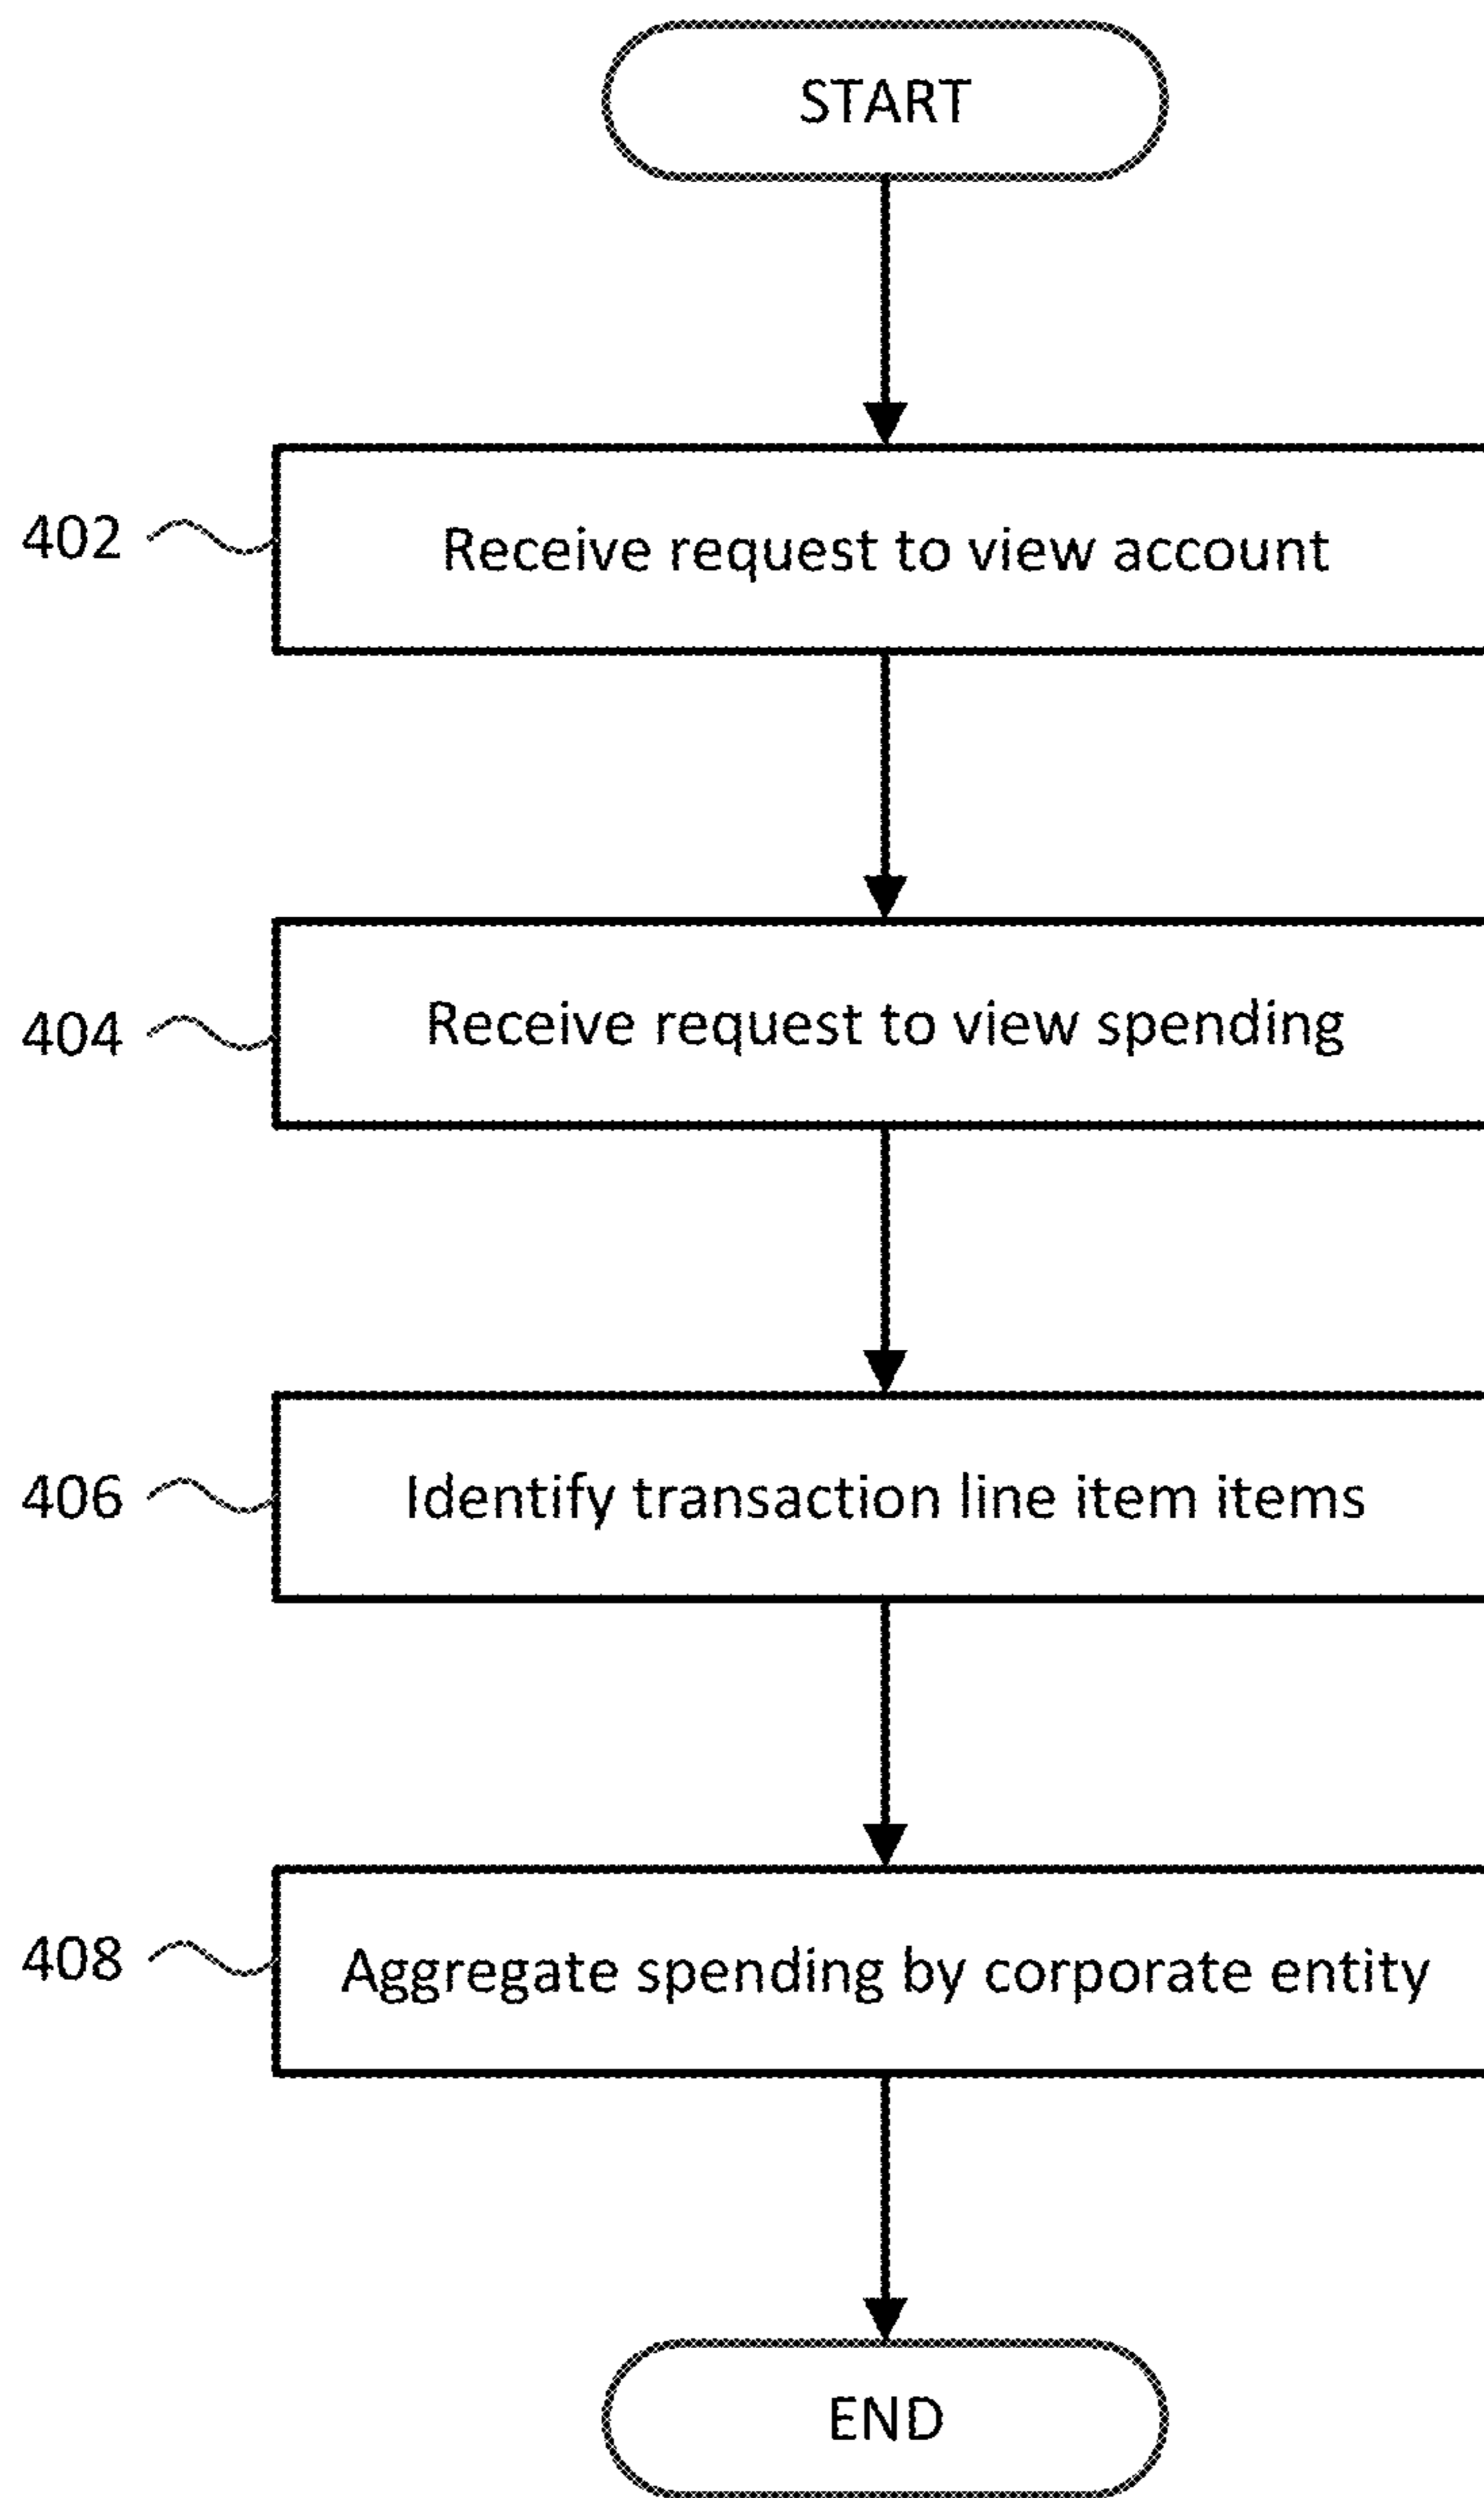 START
402
Receive request to view account
404
Receive request to view spending
406
Identify transaction line item items
408
Aggregate spending by corporate entity
END